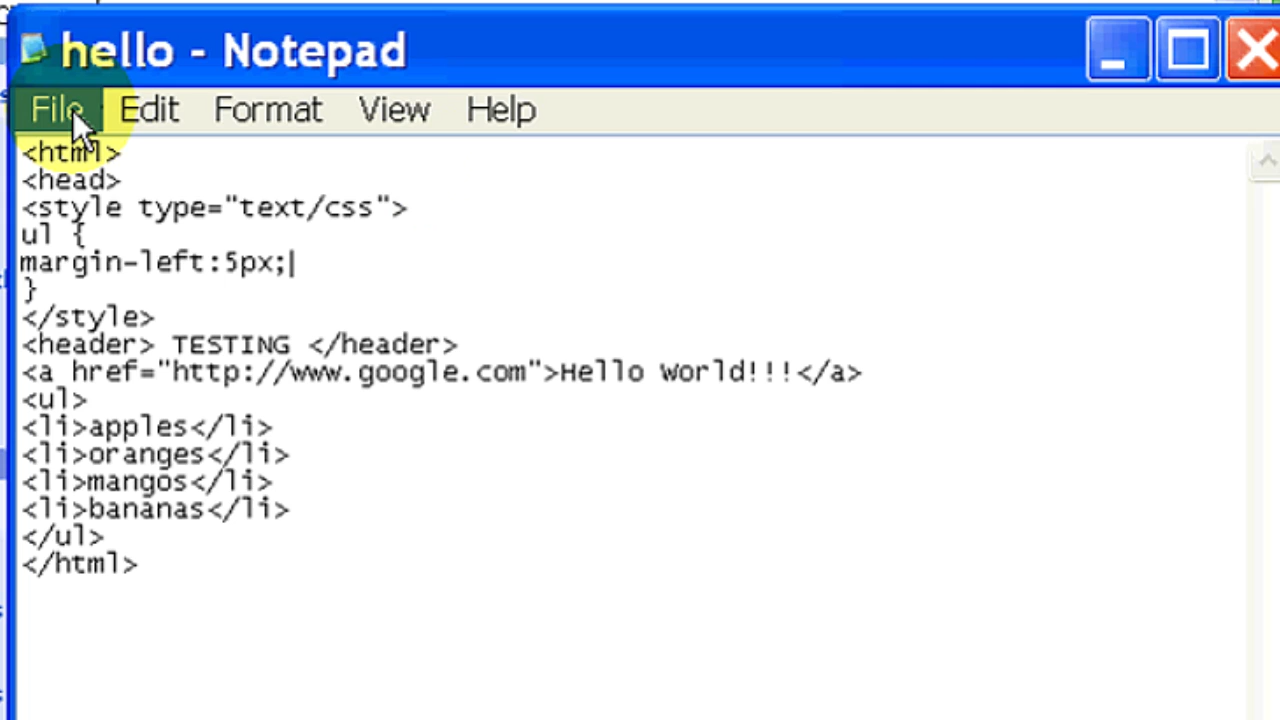 hello - Notepad
File Edit Format View Help
<html>
<head>
<style type="text/css">
ul {
margin-left:5px;
}
</style>
<header> TESTING </header>
<a href="http://www.google.com">Hello World!!!</a>
<ul>
<li>apples</li>
<li>oranges</li>
<li>mangos</li>
<li>bananas</li>
</ul>
</html>